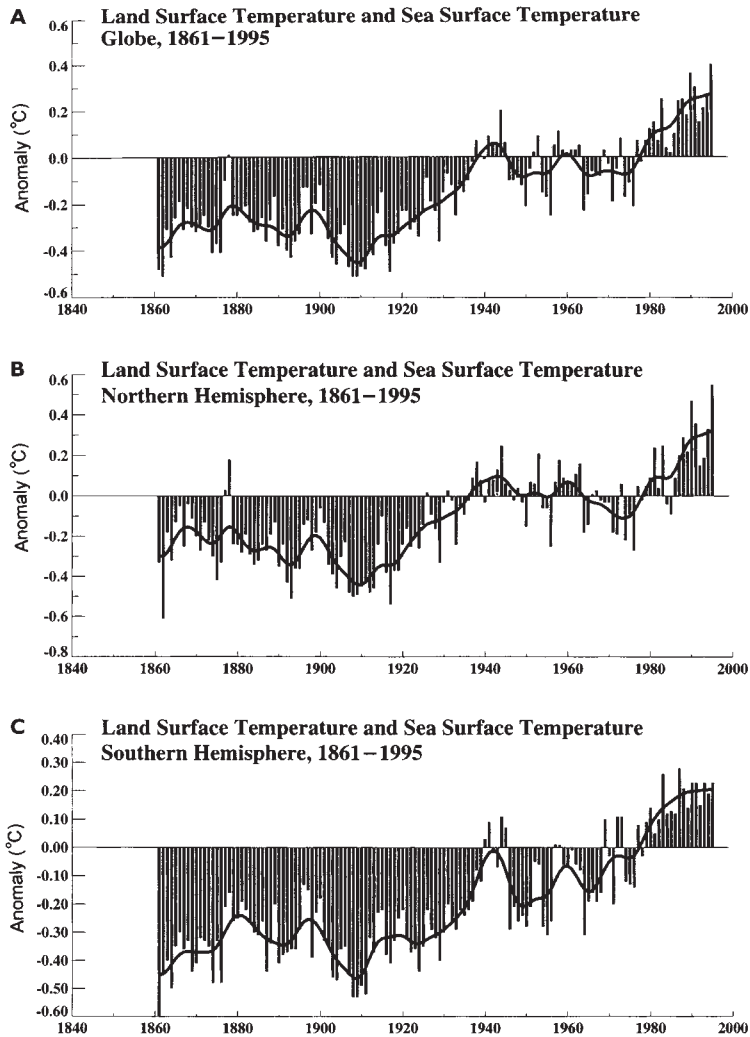 A Land Surface Temperature and Sea Surface Temperature
Globe, 1861−1995
Anomaly (°C)
0.6
0.4
0.2
0.0
-0.2
-0.4
-0.6
1840 1860 1880 1900 1920 1940 1960 1980 2000
B Land Surface Temperature and Sea Surface Temperature
Northern Hemisphere, 1861−1995
Anomaly (°C)
0.6
0.4
0.2
0.0
-0.2
-0.4
-0.6
-0.8
1840 1860 1880 1900 1920 1940 1960 1980 2000
C Land Surface Temperature and Sea Surface Temperature
Southern Hemisphere, 1861−1995
Anomaly (°C)
0.40
0.30
0.20
0.10
0.00
-0.10
-0.20
-0.30
-0.40
-0.50
-0.60
1840 1860 1880 1900 1920 1940 1960 1980 2000